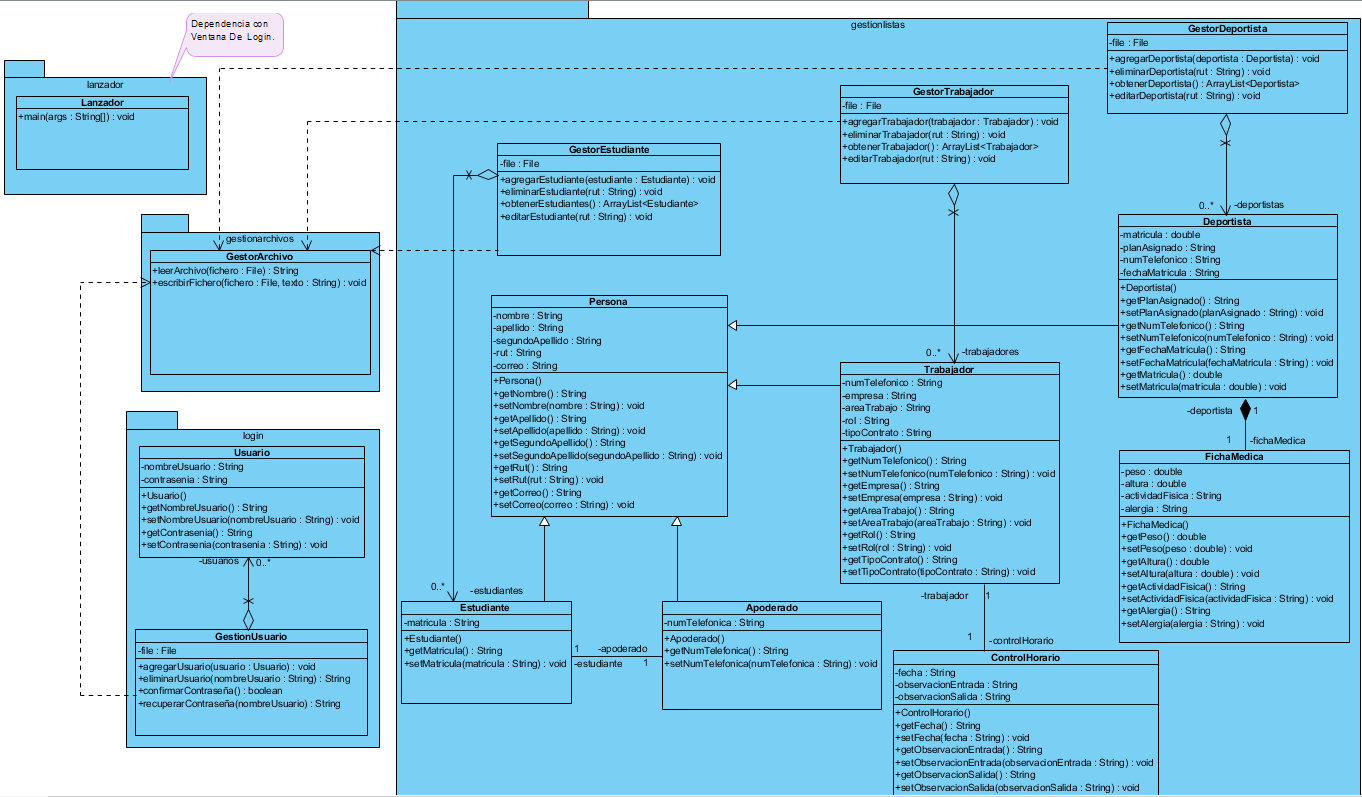 Dependencia con
Ventana De Login.
lanzador
Lanzador
+main(args : String[]) : void
gestionarchivos
GestorArchivo
+leerArchivo(fichero : File) : String
+escribirFichero(fichero : File, texto : String) : void
login
Usuario
-nombreUsuario : String
-contrasenia : String
+Usuario()
+getNombreUsuario() : String
+setNombreUsuario(nombreUsuario : String) : void
+getContrasenia() : String
+setContrasenia(contrasenia : String) : void
-usuarios
0..*
GestionUsuario
-file : File
+agregarUsuario(usuario : Usuario) : void
+eliminarUsuario(nombreUsuario : String) : String
+confirmarContraseña() : boolean
+recuperarContraseña(nombreUsuario) : String
gestionlistas
GestorEstudiante
-file : File
+agregarEstudiante(estudiante : Estudiante) : void
+eliminarEstudiante(rut : String) : void
+obtenerEstudiantes() : ArrayList<Estudiante>
+editarEstudiante(rut : String) : void
GestorTrabajador
-file : File
+agregarTrabajador(trabajador : Trabajador) : void
+eliminarTrabajador(rut : String) : void
+obtenerTrabajador() : ArrayList<Trabajador>
+editarTrabajador(rut : String) : void
GestorDeportista
-file : File
+agregarDeportista(deportista : Deportista) : void
+eliminarDeportista(rut : String) : void
+obtenerDeportista() : ArrayList<Deportista>
+editarDeportista(rut : String) : void
0..*
-deportistas
Deportista
-matricula : double
-planAsignado : String
-numTelefonico : String
-fechaMatricula : String
+Deportista()
+getPlanAsignado() : String
+setPlanAsignado(planAsignado : String) : void
+getNumTelefonico() : String
+setNumTelefonico(numTelefonico : String) : void
+getFechaMatricula() : String
+setFechaMatricula(fechaMatricula : String) : void
+getMatricula() : double
+setMatricula(matricula : double) : void
-deportista
1
1
-fichaMedica
FichaMedica
-peso : double
-altura : double
-actividadFisica : String
-alergia : String
+FichaMedica()
+getPeso() : double
+setPeso(peso : double) : void
+getAltura() : double
+setAltura(altura : double) : void
+getActividadFisica() : String
+setActividadFisica(actividadFisica : String) : void
+getAlergia() : String
+setAlergia(alergia : String) : void
Persona
-nombre : String
-apellido : String
-segundoApellido : String
-rut : String
-correo : String
+Persona()
+getNombre() : String
+setNombre(nombre : String) : void
+getApellido() : String
+setApellido(apellido : String) : void
+getSegundoApellido() : String
+setSegundoApellido(segundoApellido : String) : void
+getRut() : String
+setRut(rut : String) : void
+getCorreo() : String
+setCorreo(correo : String) : void
0..*
-trabajadores
Trabajador
-numTelefonico : String
-empresa : String
-areaTrabajo : String
-rol : String
-tipoContrato : String
+Trabajador()
+getNumTelefonico() : String
+setNumTelefonico(numTelefonico : String) : void
+getEmpresa() : String
+setEmpresa(empresa : String) : void
+getAreaTrabajo() : String
+setAreaTrabajo(areaTrabajo : String) : void
+getRol() : String
+setRol(rol : String) : void
+getTipoContrato() : String
+setTipoContrato(tipoContrato : String) : void
-trabajador
1
1
-controlHorario
ControlHorario
-fecha : String
-observacionEntrada : String
-observacionSalida : String
+ControlHorario()
+getFecha() : String
+setFecha(fecha : String) : void
+getObservacionEntrada() : String
+setObservacionEntrada(observacionEntrada : String) : void
+getObservacionSalida() : String
+setObservacionSalida(observacionSalida : String) : void
0..*
-estudiantes
Estudiante
-matricula : String
+Estudiante()
+getMatricula() : String
+setMatricula(matricula : String) : void
1
-apoderado
-estudiante
1
Apoderado
-numTelefonica : String
+Apoderado()
+getNumTelefonica() : String
+setNumTelefonica(numTelefonica : String) : void